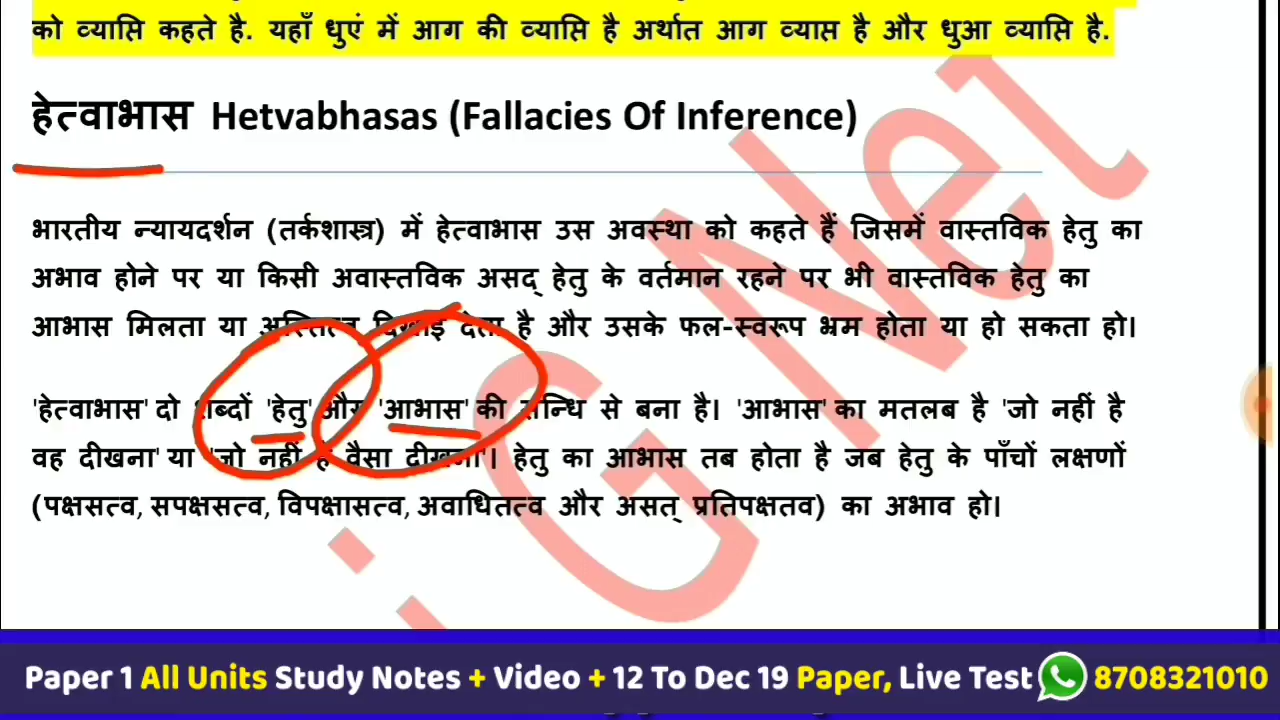 को व्याप्ति कहते है. यहाँ धुएं में आग की व्याप्ति है अर्थात आग व्याप्त है और धुआ व्याप्ति है.
हेत्वाभास Hetvabhasas (Fallacies Of Inference)
भारतीय न्यायदर्शन (तर्कशास्त्र) में हेत्वाभास उस अवस्था को कहते हैं जिसमें वास्तविक हेतु का
अभाव होने पर या किसी अवास्तविक असद् हेतु के वर्तमान रहने पर भी वास्तविक हेतु का
आभास मिलता या अस्तित्व दिखाई देता है और उसके फल-स्वरूप भ्रम होता या हो सकता हो।
'हेत्वाभास' दो शब्दों 'हेतु' और 'आभास' की सन्धि से बना है। 'आभास' का मतलब है 'जो नहीं है
वह दीखना' या 'जो नहीं है वैसा दीखना'। हेतु का आभास तब होता है जब हेतु के पाँचों लक्षणों
(पक्षसत्व, सपक्षसत्व, विपक्षासत्व, अवाधितत्व और असत् प्रतिपक्षतव) का अभाव हो।
i G Net
Paper 1 All Units Study Notes + Video + 12 To Dec 19 Paper, Live Test 8708321010